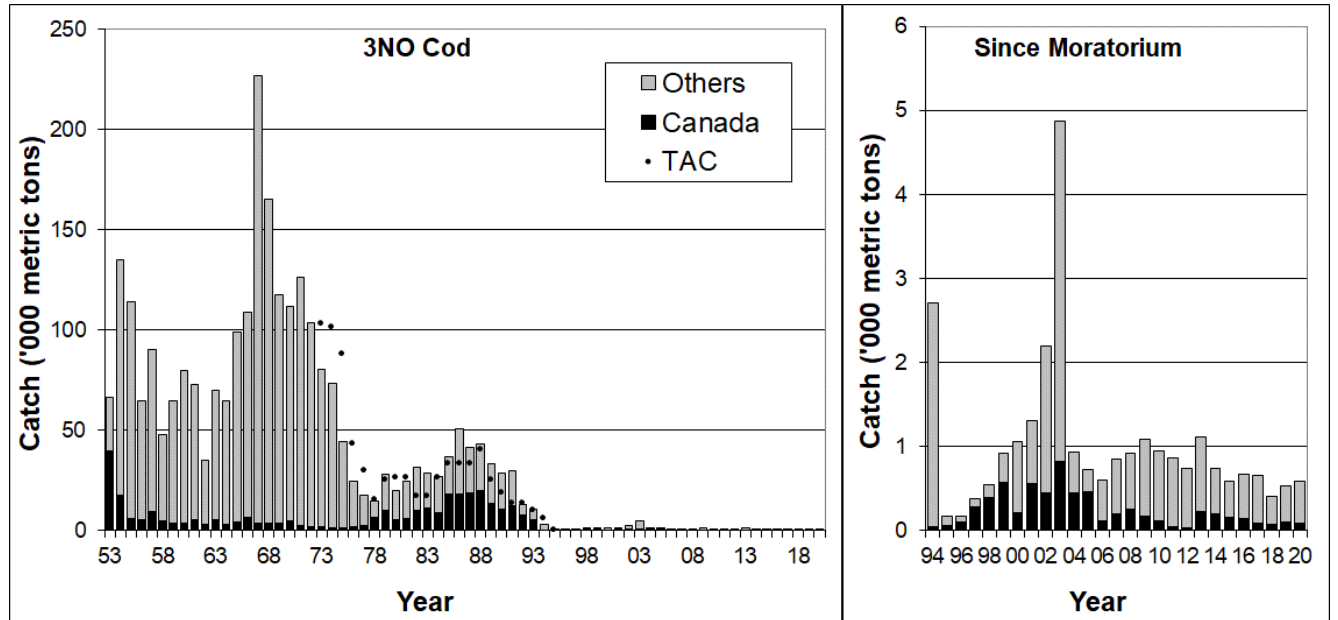 3NO Cod
250
200
150
100
50
0
Catch ('000 metric tons)
Others
Canada
TAC
53 58 63 68 73 78 83 88 93 98 03 08 13 18
Year
Since Moratorium
6
5
4
3
2
1
0
Catch ('000 metric tons)
94 96 98 00 02 04 06 08 10 12 14 16 18 20
Year